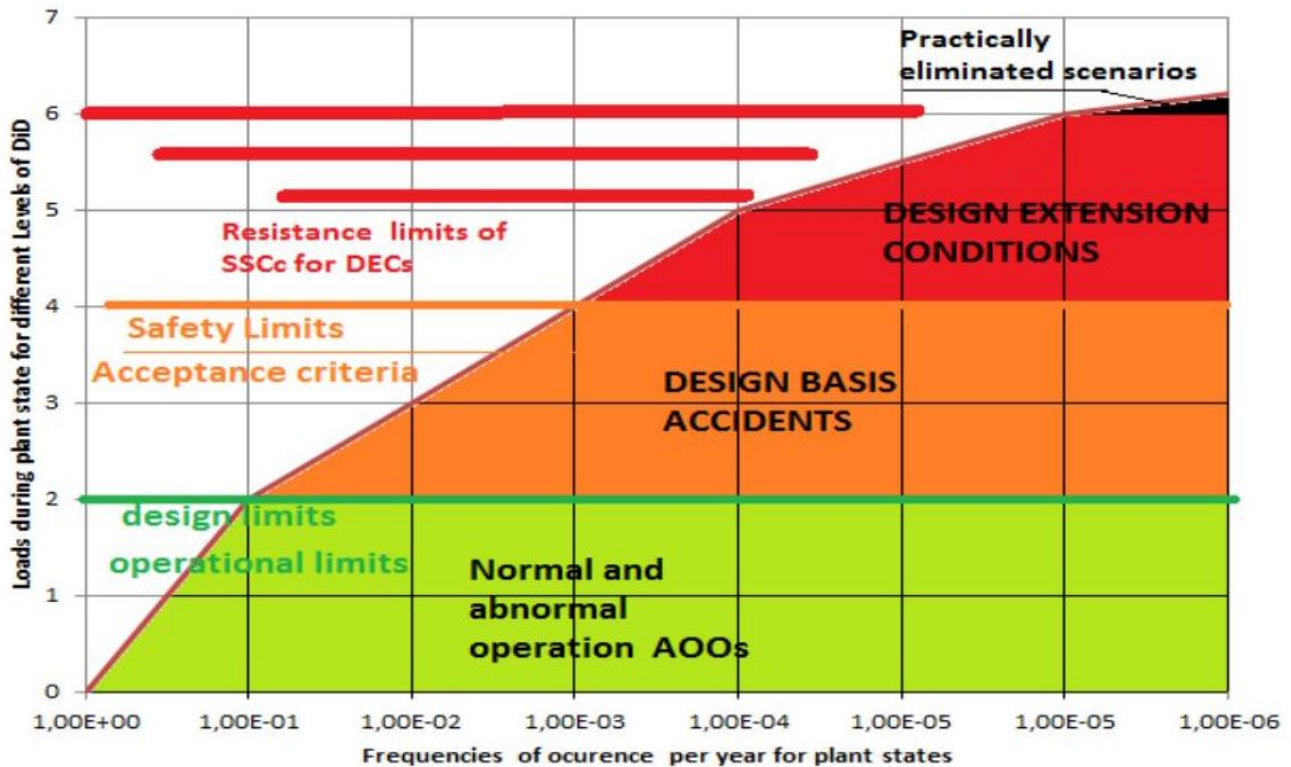 7
6
5
4
3
2
1
0
Loads during plant state for different Levels of DiD
Practically
eliminated scenarios
Resistance limits of
SSCc for DECs
DESIGN EXTENSION
CONDITIONS
Safety Limits
Acceptance criteria
DESIGN BASIS
ACCIDENTS
design limits
operational limits
Normal and
abnormal
operation AOOs
1,00E+00 1,00E-01 1,00E-02 1,00E-03 1,00E-04 1,00E-05 1,00E-05 1,00E-06
Frequencies of ocurence per year for plant states